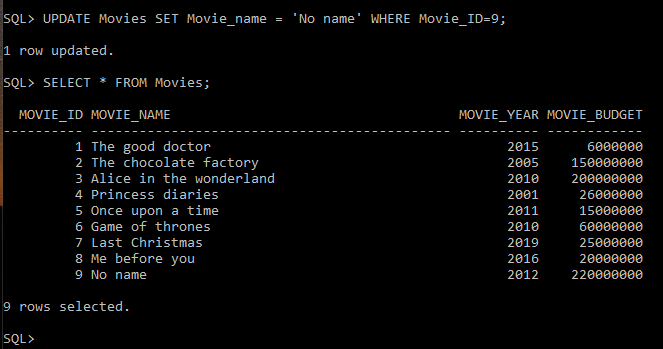 SQL> UPDATE Movies SET Movie_name = 'No name' WHERE Movie_ID=9;
1 row updated.
SQL> SELECT * FROM Movies;
MOVIE_ID MOVIE_NAME MOVIE_YEAR MOVIE_BUDGET
---------- --------------------------------------------- ---------- ------------
1 The good doctor 2015 6000000
2 The chocolate factory 2005 150000000
3 Alice in the wonderland 2010 200000000
4 Princess diaries 2001 26000000
5 Once upon a time 2011 15000000
6 Game of thrones 2010 60000000
7 Last Christmas 2019 25000000
8 Me before you 2016 20000000
9 No name 2012 220000000
9 rows selected.
SQL>